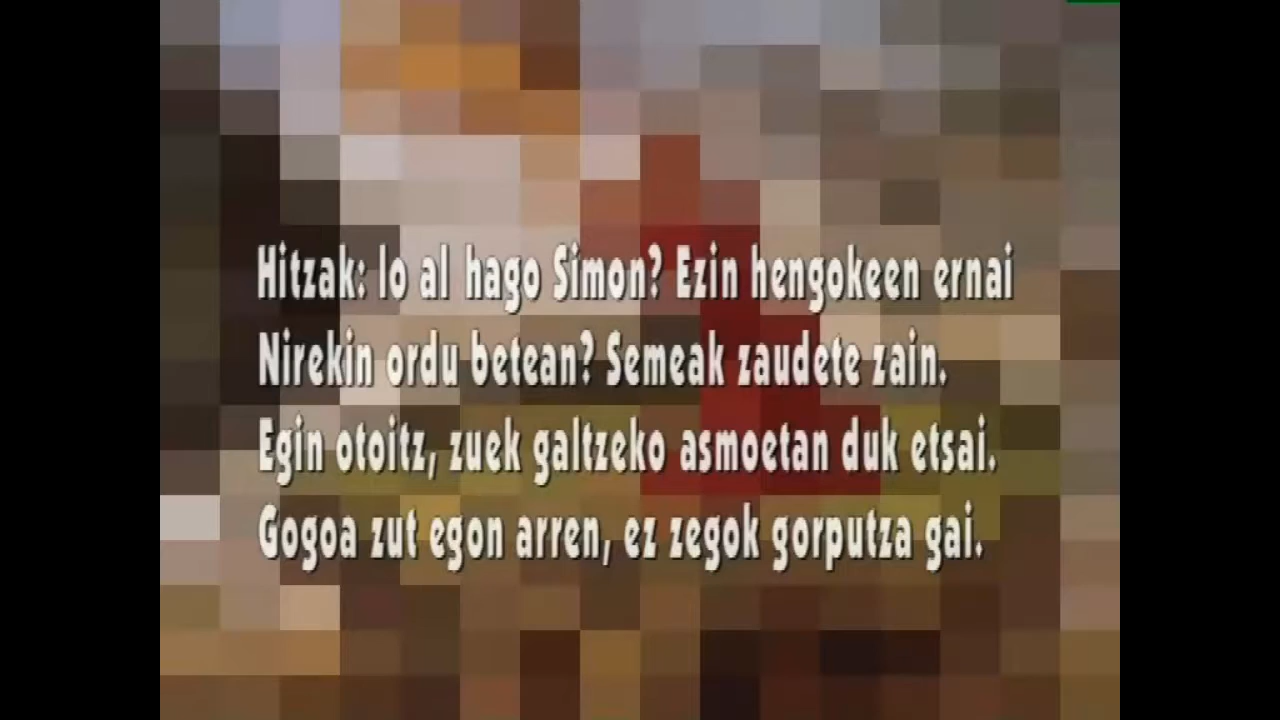 Hitzak: lo al hago Simon? Ezin hengokeen ernai
Nirekin ordu betean? Semeak zaudete zain.
Egin otoitz, zuek galtzeko asmoetan duk etsai.
Gogoa zut egon arren, ez zegok gorputza gai.